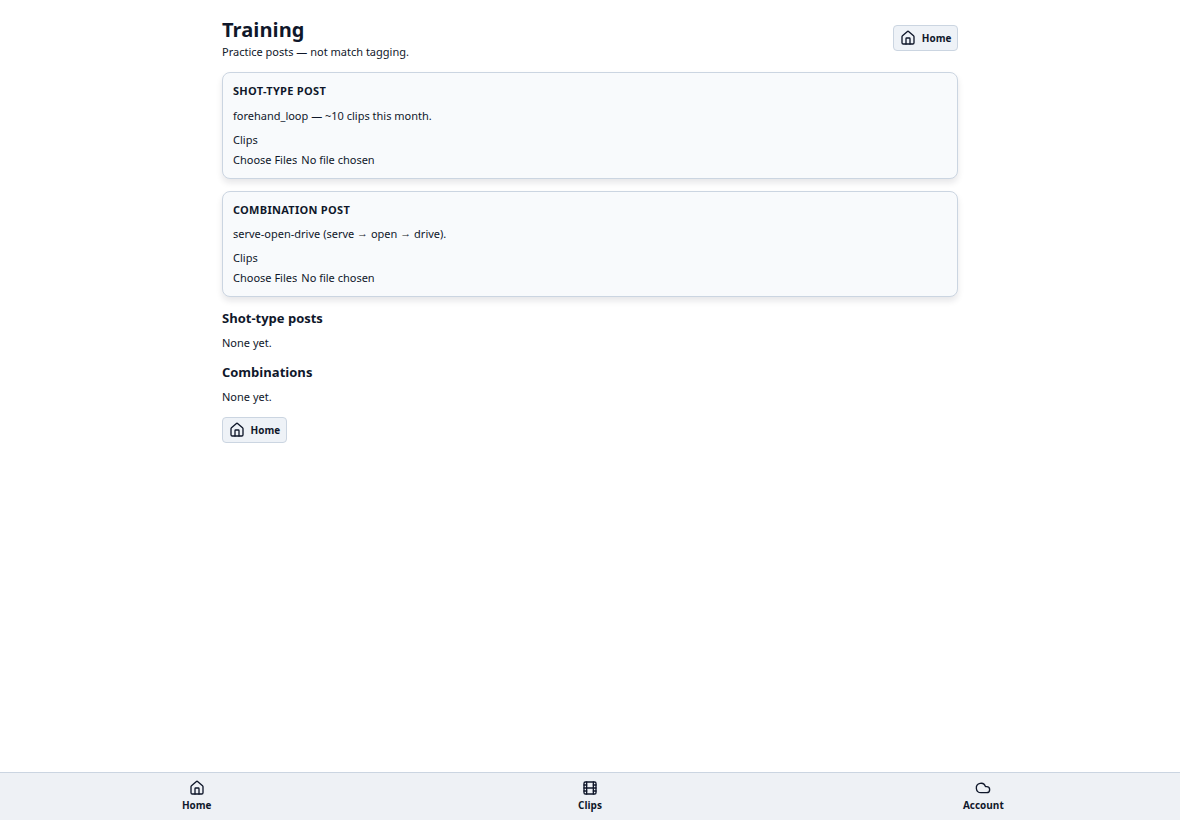 Training
Home
Practice posts — not match tagging.
SHOT-TYPE POST
forehand_loop — ~10 clips this month.
Clips
Choose Files No file chosen
COMBINATION POST
serve-open-drive (serve → open → drive).
Clips
Choose Files No file chosen
Shot-type posts
None yet.
Combinations
None yet.
Home
Home
Clips
Account